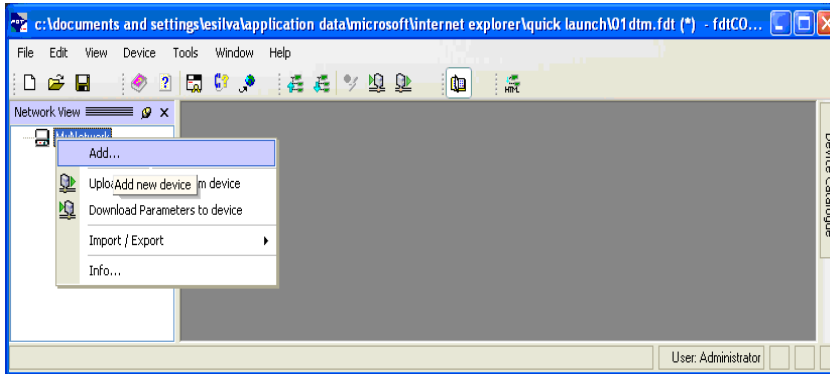 c:\documents and settings\esilva\application data\microsoft\internet explorer\quick launch\01dtm.fdt (*) - fdtCO...
File Edit View Device Tools Window Help
HTML
Network View
MyNetwork
Add...
Uplo
Add new device
m device
Download Parameters to device
Import / Export
Info...
Device Catalogue
User: Administrator